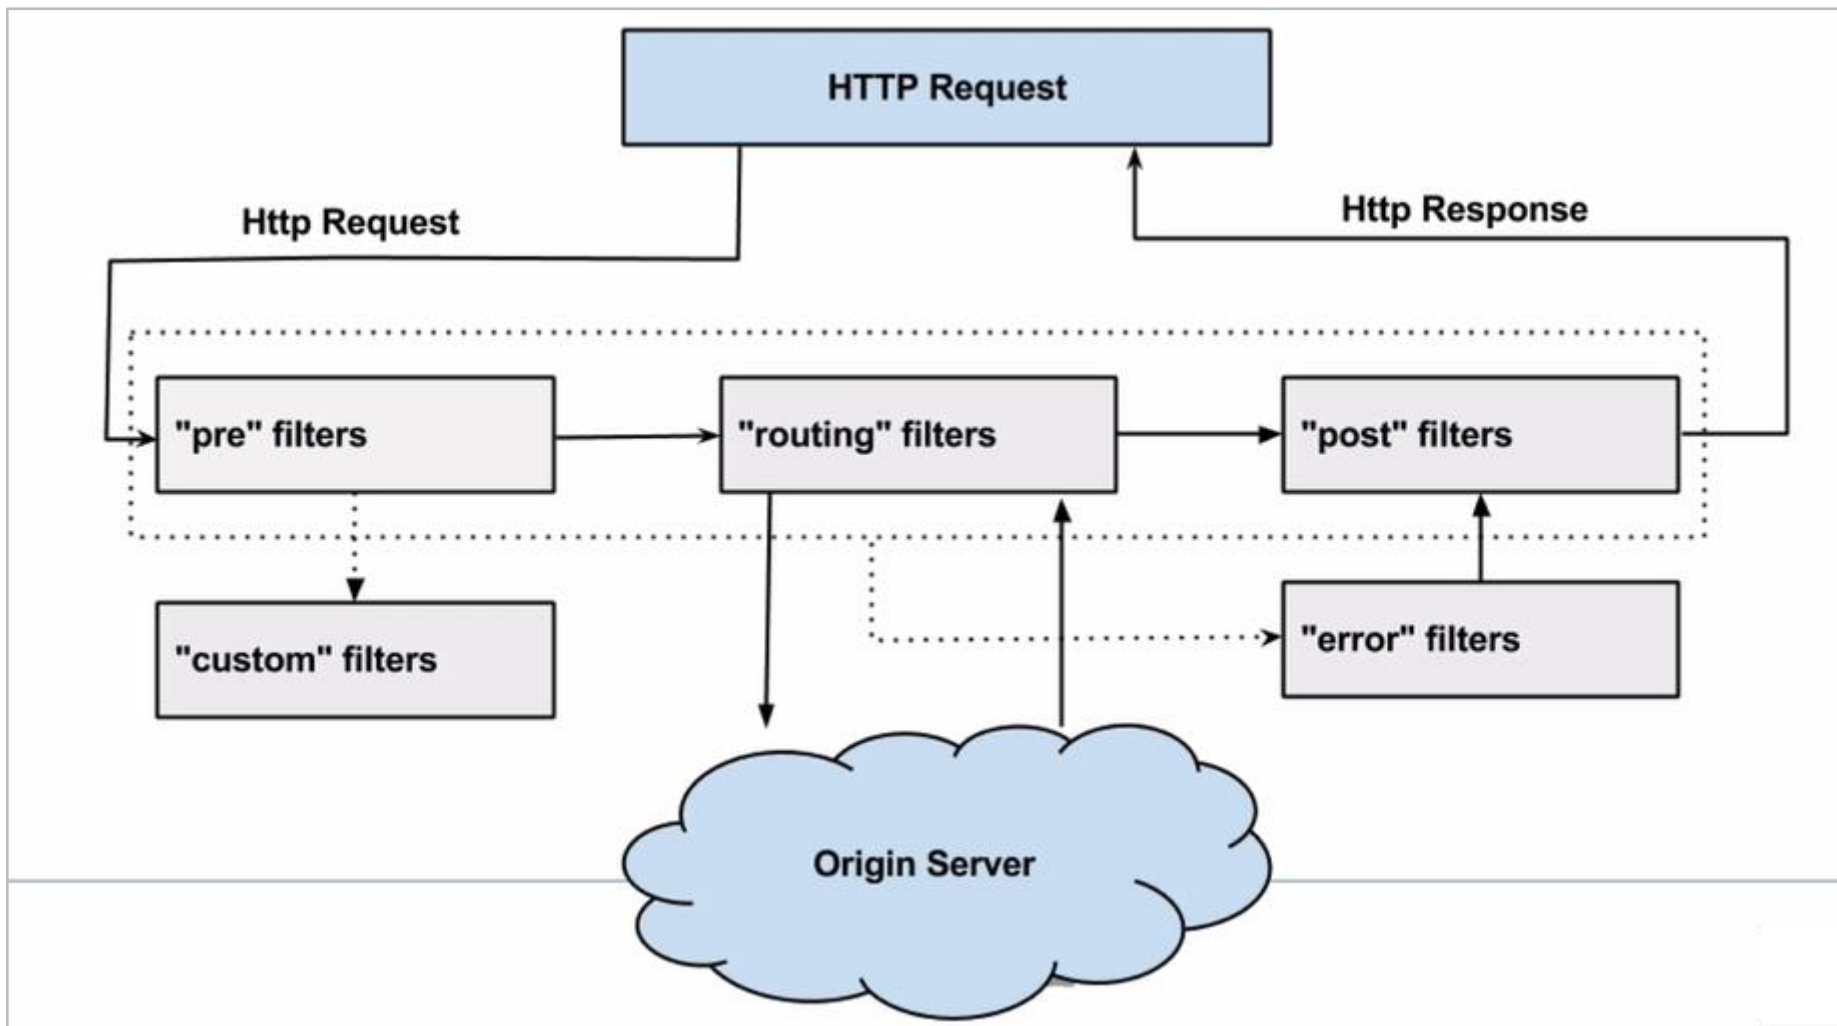 HTTP Request
Http Request
Http Response
"pre" filters
"routing" filters
"post" filters
"custom" filters
"error" filters
Origin Server